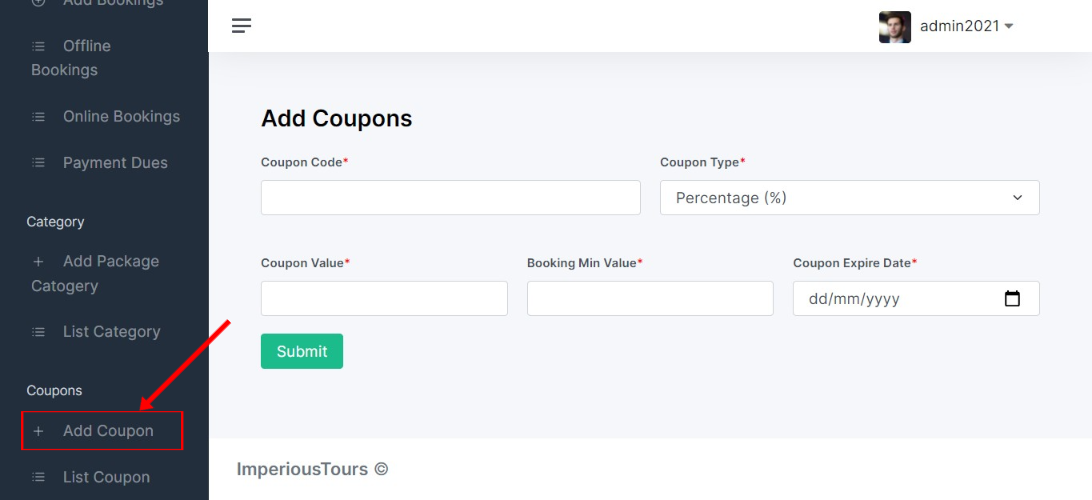 Add Bookings
Offline
Bookings
Online Bookings
Payment Dues
Category
Add Package
Catogery
List Category
Coupons
Add Coupon
List Coupon
admin2021
Add Coupons
Coupon Code*
Coupon Type*
Percentage (%)
Coupon Value*
Booking Min Value*
Coupon Expire Date*
dd/mm/yyyy
Submit
ImperiousTours ©